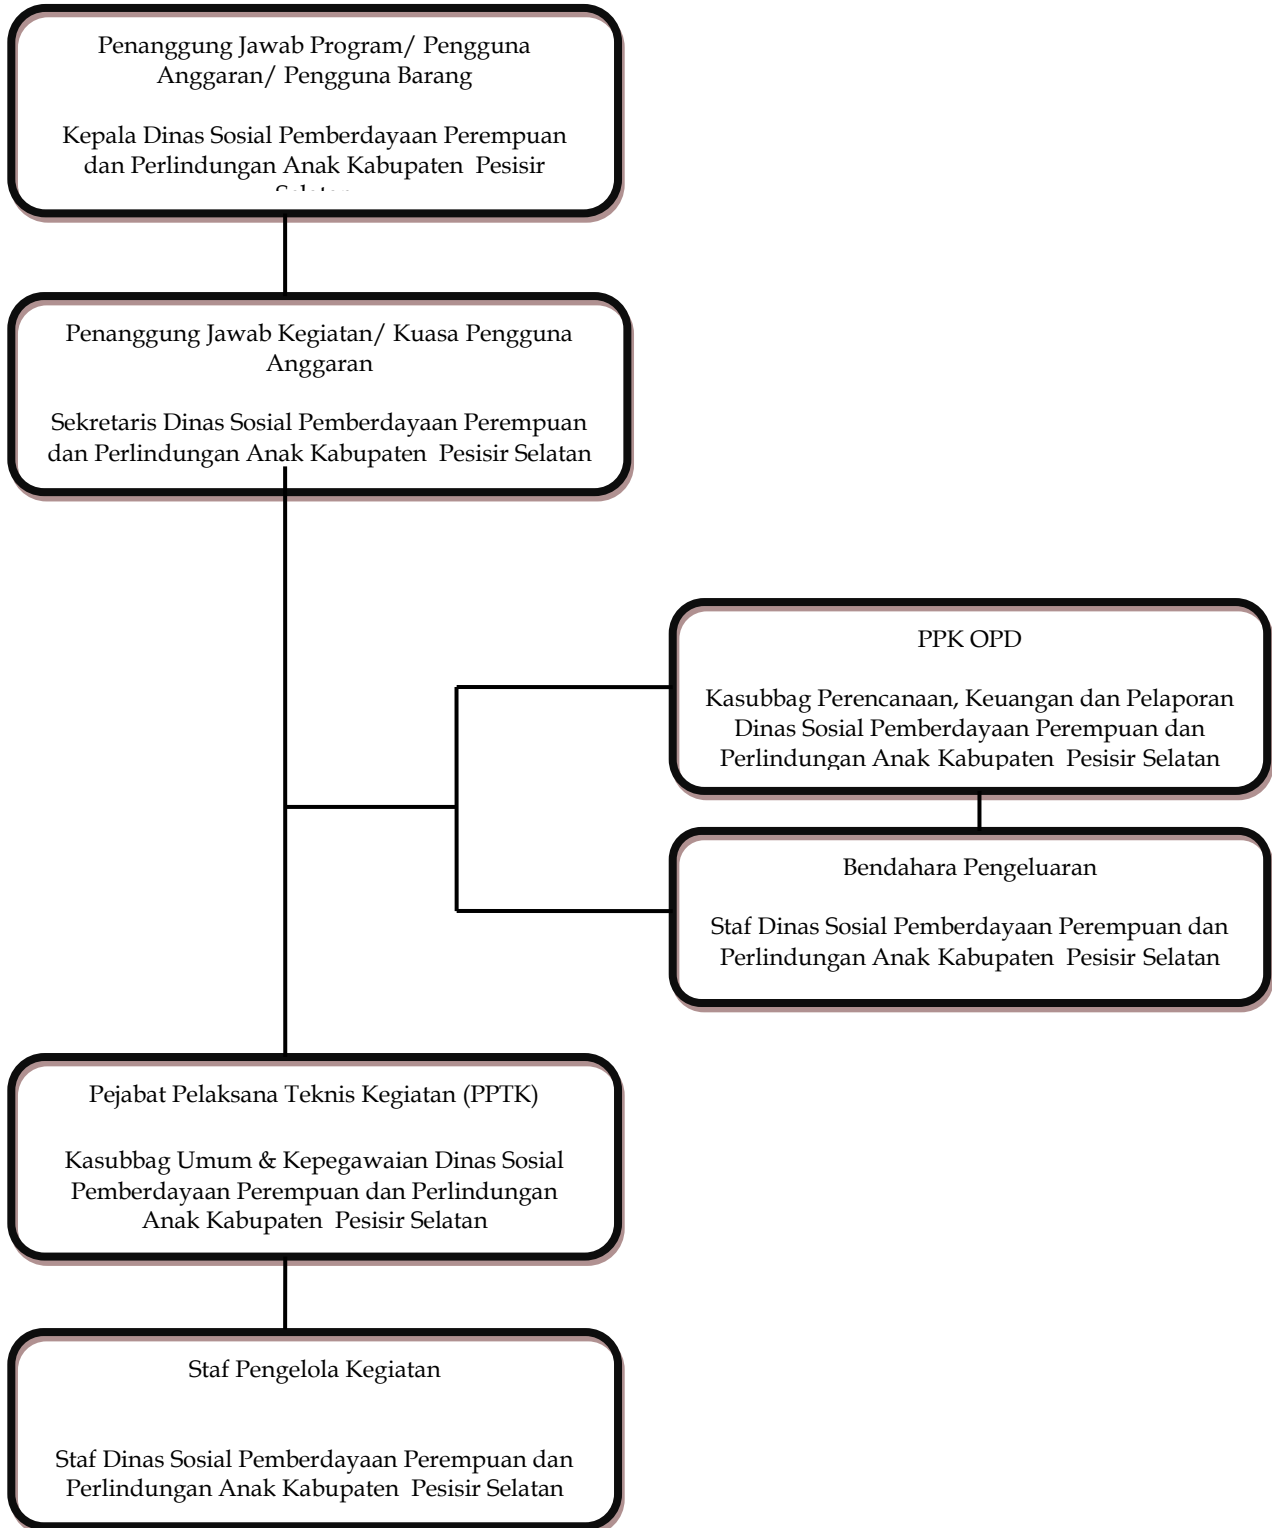 Penanggung Jawab Program/ Pengguna
Anggaran/ Pengguna Barang
Kepala Dinas Sosial Pemberdayaan Perempuan
dan Perlindungan Anak Kabupaten Pesisir
Penanggung Jawab Kegiatan/ Kuasa Pengguna
Anggaran
Sekretaris Dinas Sosial Pemberdayaan Perempuan
dan Perlindungan Anak Kabupaten Pesisir Selatan
PPK OPD
Kasubbag Perencanaan, Keuangan dan Pelaporan
Dinas Sosial Pemberdayaan Perempuan dan
Perlindungan Anak Kabupaten Pesisir Selatan
Bendahara Pengeluaran
Staf Dinas Sosial Pemberdayaan Perempuan dan
Perlindungan Anak Kabupaten Pesisir Selatan
Pejabat Pelaksana Teknis Kegiatan (PPTK)
Kasubbag Umum & Kepegawaian Dinas Sosial
Pemberdayaan Perempuan dan Perlindungan
Anak Kabupaten Pesisir Selatan
Staf Pengelola Kegiatan
Staf Dinas Sosial Pemberdayaan Perempuan dan
Perlindungan Anak Kabupaten Pesisir Selatan